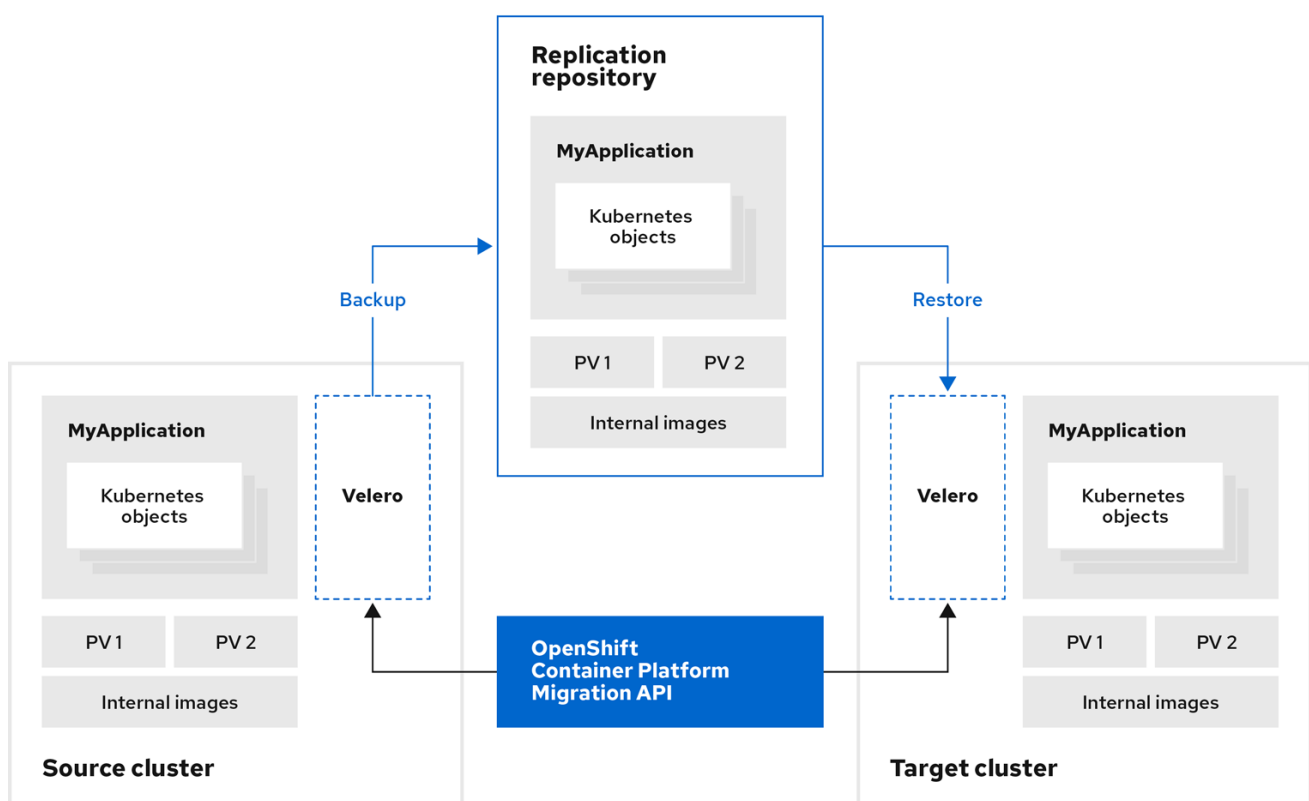 Replication
repository
MyApplication
Kubernetes
objects
Backup
Restore
PV 1
PV 2
Internal images
MyApplication
Kubernetes
objects
Velero
PV 1
PV 2
Internal images
Source cluster
OpenShift
Container Platform
Migration API
Velero
MyApplication
Kubernetes
objects
PV 1
PV 2
Internal images
Target cluster